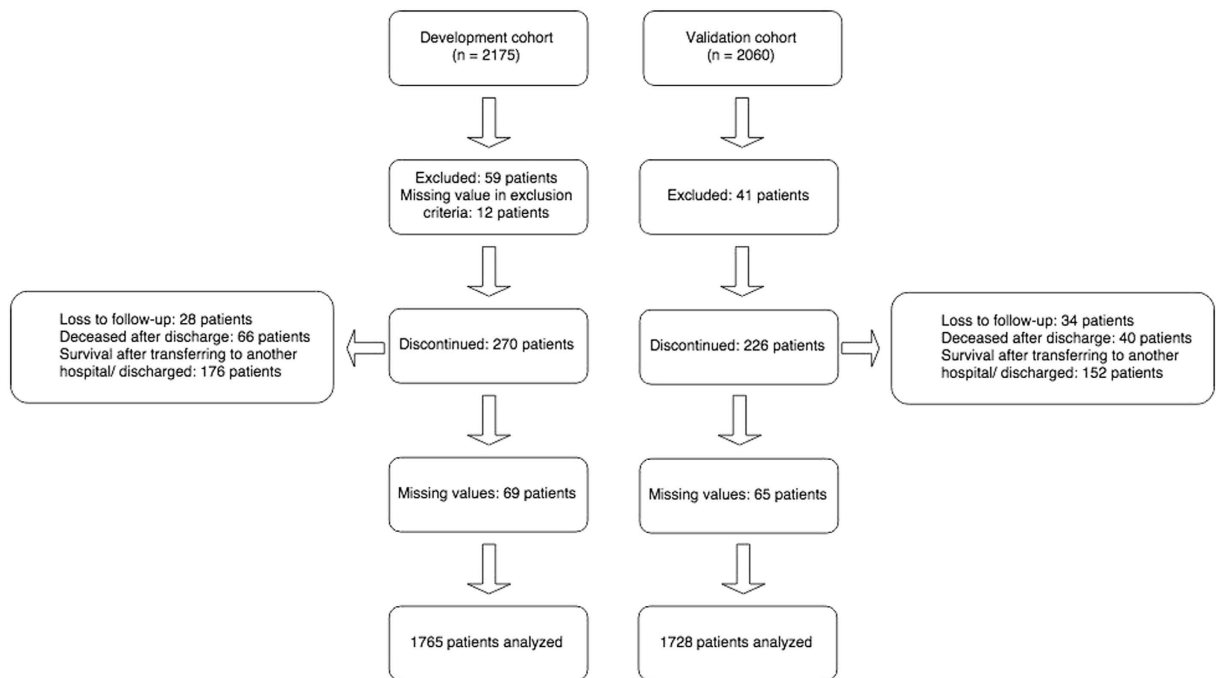 Development cohort
(n = 2175)
Validation cohort
(n = 2060)
Excluded: 59 patients
Missing value in exclusion
criteria: 12 patients
Excluded: 41 patients
Loss to follow-up: 28 patients
Deceased after discharge: 66 patients
Survival after transferring to another
hospital/ discharged: 176 patients
Discontinued: 270 patients
Discontinued: 226 patients
Loss to follow-up: 34 patients
Deceased after discharge: 40 patients
Survival after transferring to another
hospital/ discharged: 152 patients
Missing values: 69 patients
Missing values: 65 patients
1765 patients analyzed
1728 patients analyzed